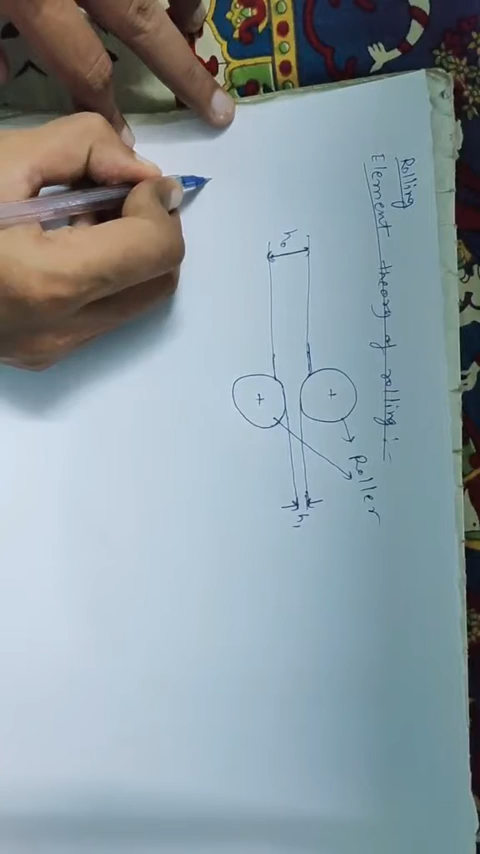 Rolling
Element theory of rolling :-
h₀
Roller
h₁